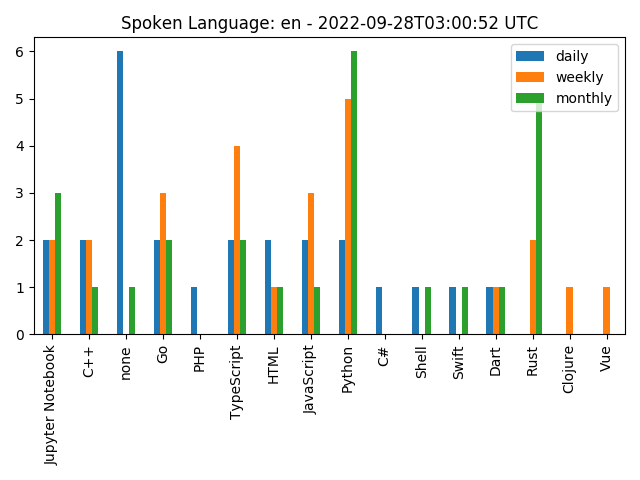 Spoken Language: en - 2022-09-28T03:00:52 UTC
daily
weekly
monthly
6
5
4
3
2
1
0
Jupyter Notebook
C++
none
Go
PHP
TypeScript
HTML
JavaScript
Python
C#
Shell
Swift
Dart
Rust
Clojure
Vue